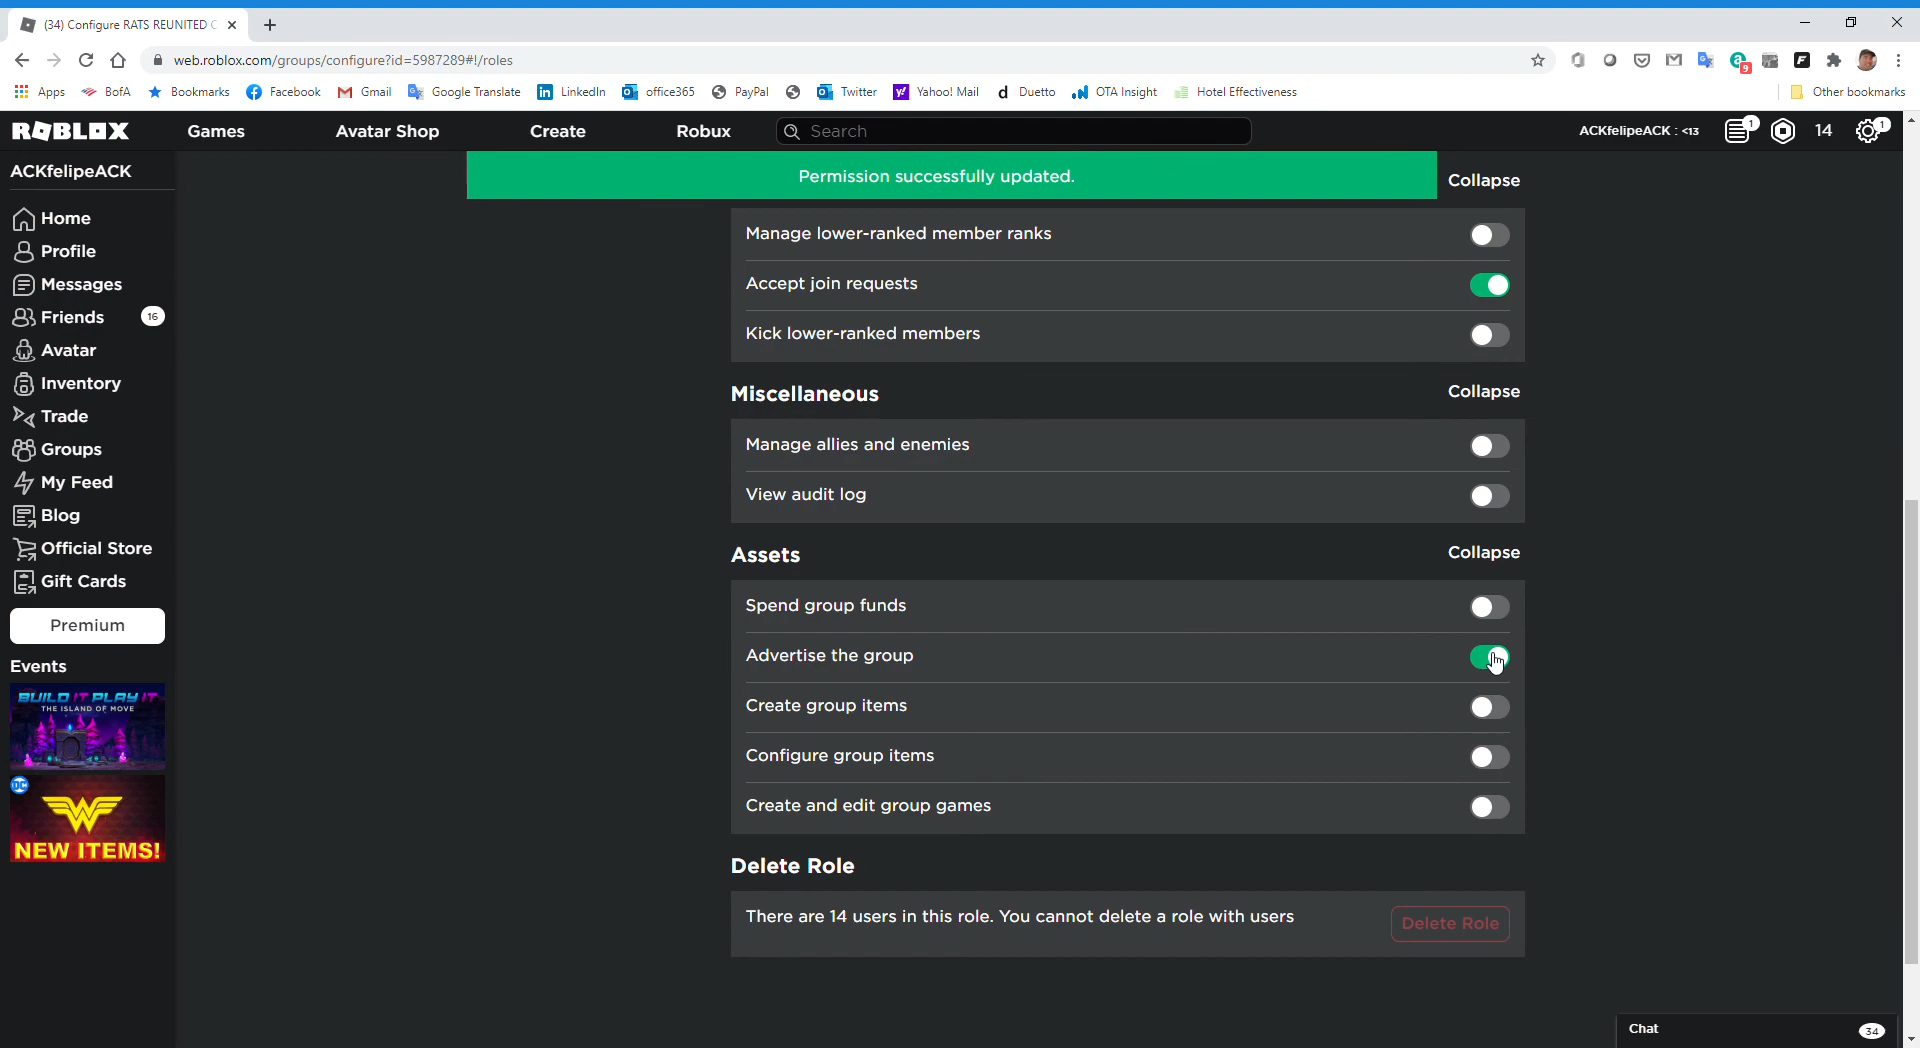 (34) Configure RATS REUNITED C
web.roblox.com/groups/configure?id=5987289#!/roles
9
Apps BofA Bookmarks Facebook Gmail Google Translate LinkedIn office365 PayPal Twitter Yahoo! Mail Duetto OTA Insight Hotel Effectiveness Other bookmarks
ROBLOX Games Avatar Shop Create Robux Search ACKfelipeACK : <13 1 14 1
ACKfelipeACK
Home
Profile
Messages
Friends 16
Avatar
Inventory
Trade
Groups
My Feed
Blog
Official Store
Gift Cards
Premium
Events
BUILD IT PLAY IT
THE ISLAND OF MOVE
DC
NEW ITEMS!
Permission successfully updated.
Collapse
Manage lower-ranked member ranks
Accept join requests
Kick lower-ranked members
Miscellaneous Collapse
Manage allies and enemies
View audit log
Assets Collapse
Spend group funds
Advertise the group
Create group items
Configure group items
Create and edit group games
Delete Role
There are 14 users in this role. You cannot delete a role with users Delete Role
Chat 34